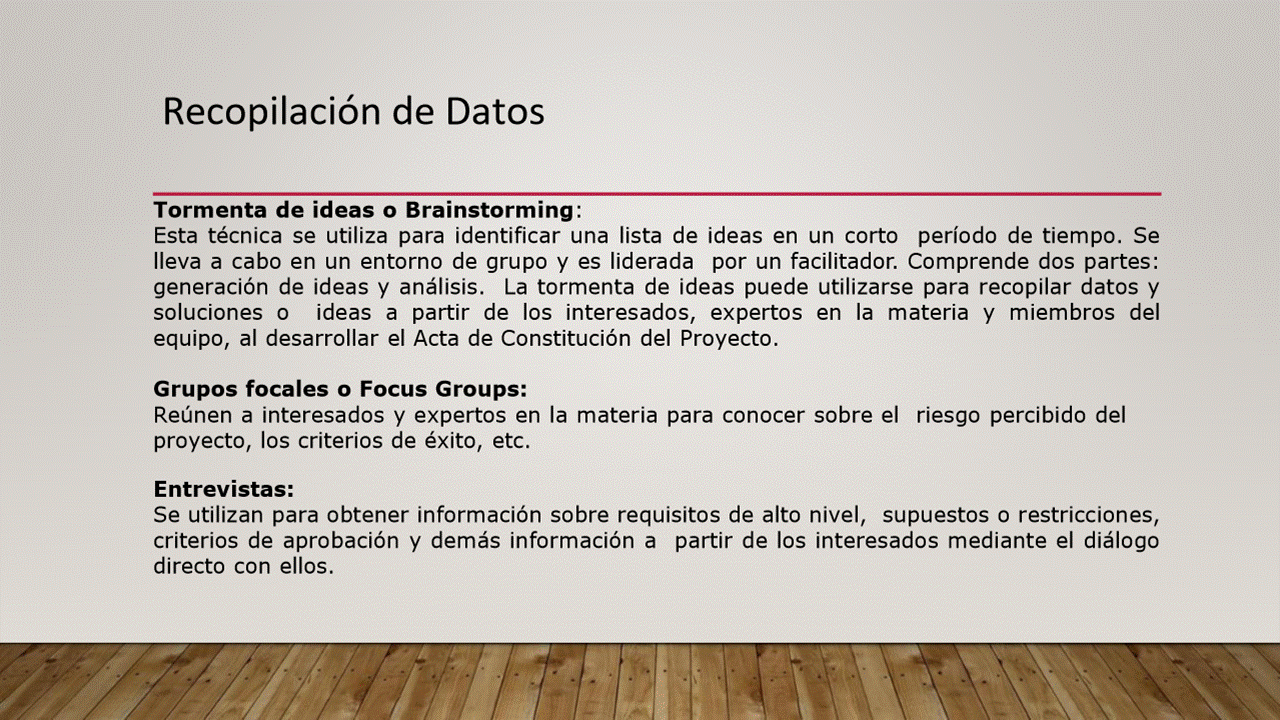 Recopilación de Datos
Tormenta de ideas o Brainstorming:
Esta técnica se utiliza para identificar una lista de ideas en un corto período de tiempo. Se
lleva a cabo en un entorno de grupo y es liderada por un facilitador. Comprende dos partes:
generación de ideas y análisis. La tormenta de ideas puede utilizarse para recopilar datos y
soluciones o ideas a partir de los interesados, expertos en la materia y miembros del
equipo, al desarrollar el Acta de Constitución del Proyecto.
Grupos focales o Focus Groups:
Reúnen a interesados y expertos en la materia para conocer sobre el riesgo percibido del
proyecto, los criterios de éxito, etc.
Entrevistas:
Se utilizan para obtener información sobre requisitos de alto nivel, supuestos o restricciones,
criterios de aprobación y demás información a partir de los interesados mediante el diálogo
directo con ellos.